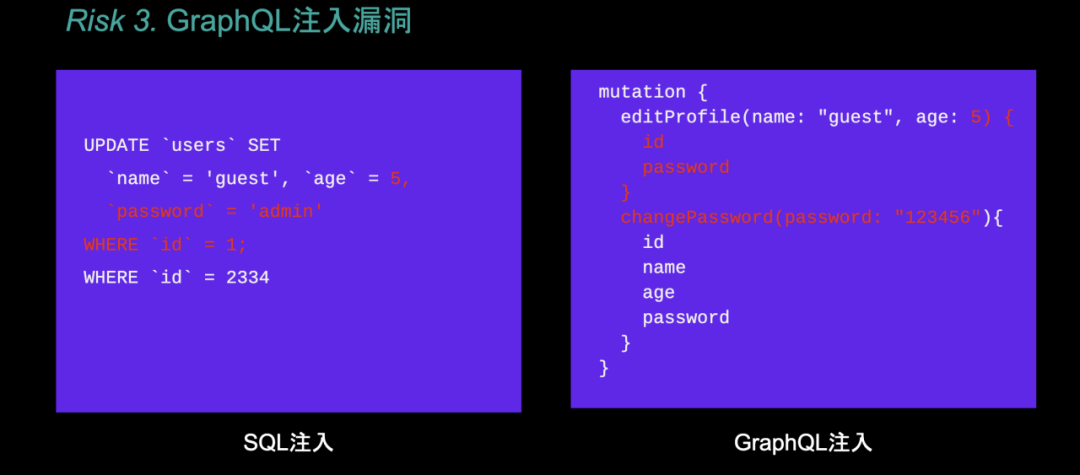 Risk 3. GraphQL注入漏洞
UPDATE `users` SET
`name` = 'guest', `age` = 5,
`password` = 'admin'
WHERE `id` = 1;
WHERE `id` = 2334
SQL注入
mutation {
editProfile(name: "guest", age: 5) {
id
password
}
changePassword(password: "123456"){
id
name
age
password
}
}
GraphQL注入